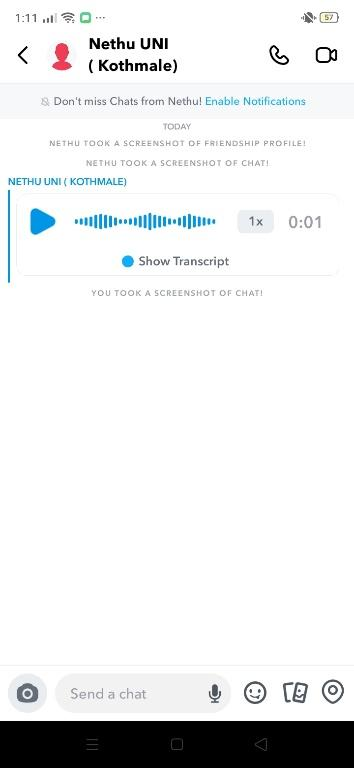 1:11
57
Nethu UNI
( Kothmale)
Don't miss Chats from Nethu! Enable Notifications
TODAY
NETHU TOOK A SCREENSHOT OF FRIENDSHIP PROFILE!
NETHU TOOK A SCREENSHOT OF CHAT!
NETHU UNI ( KOTHMALE)
1x 0:01
Show Transcript
YOU TOOK A SCREENSHOT OF CHAT!
Send a chat